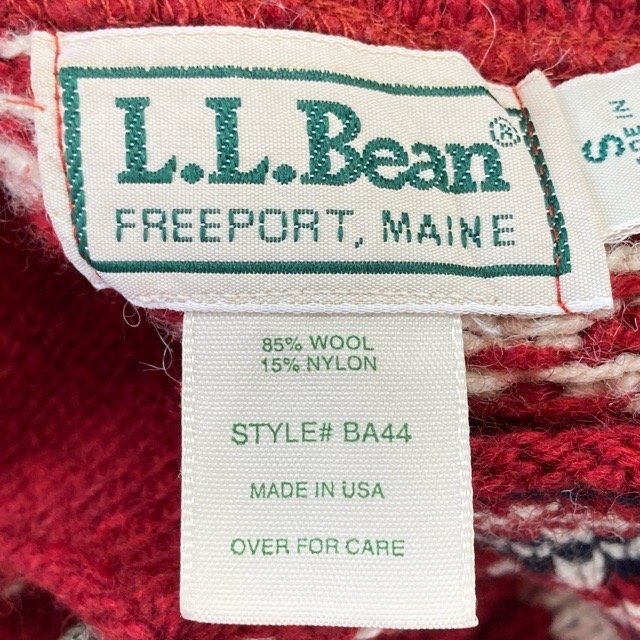 L.L.Bean®
FREEPORT, MAINE
S
85% WOOL
15% NYLON
STYLE# BA44
MADE IN USA
OVER FOR CARE